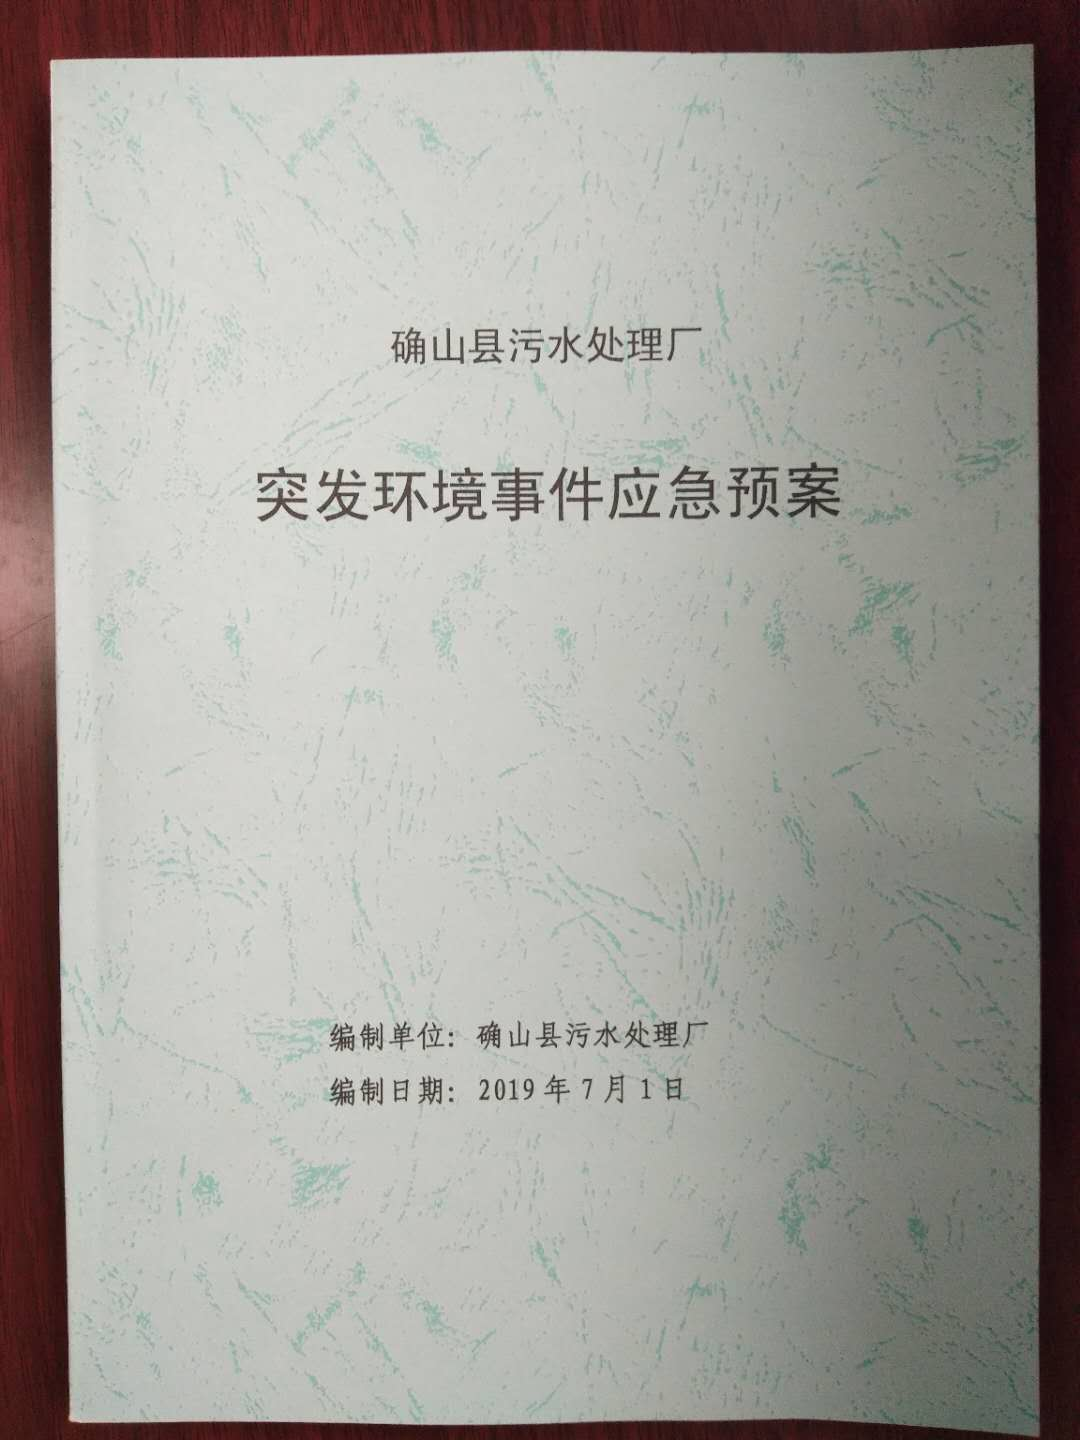 确山县污水处理厂
突发环境事件应急预案
编制单位：确山县污水处理厂
编制日期：2019年7月1日